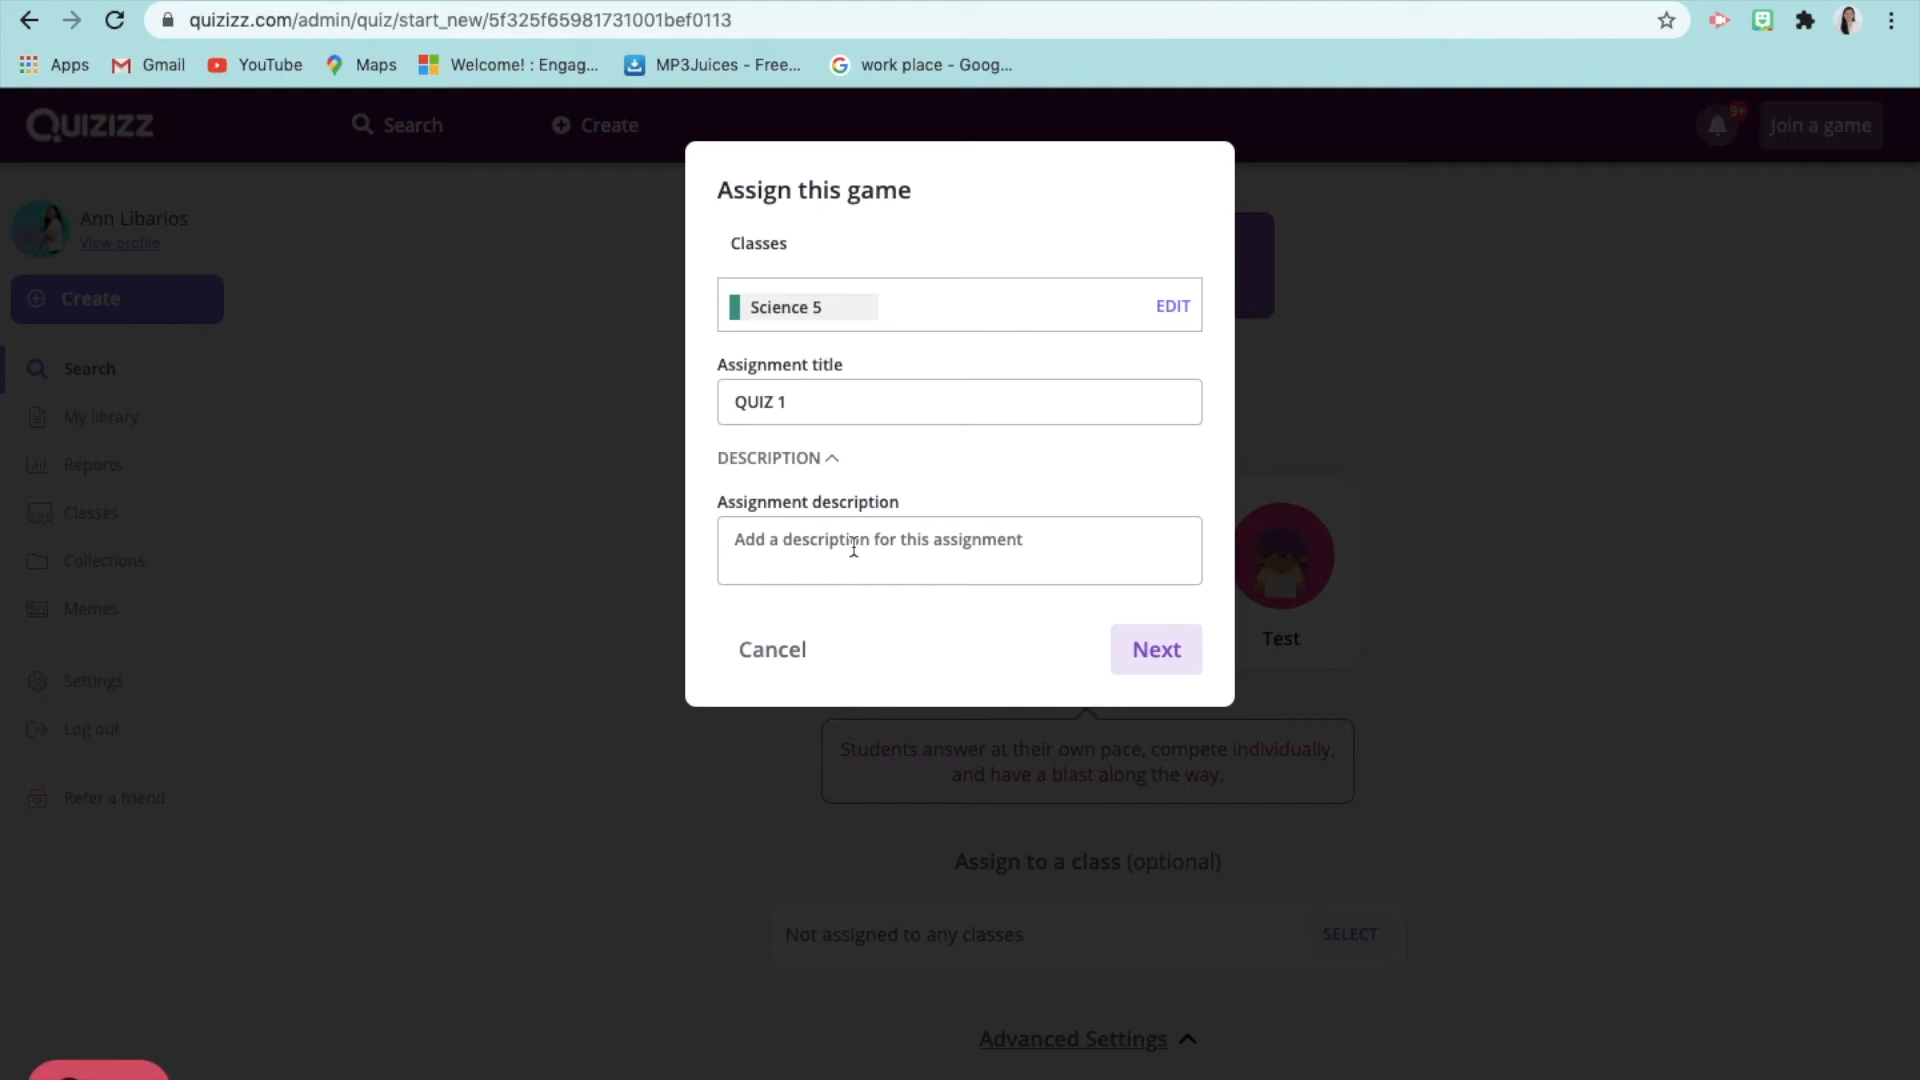 quizizz.com/admin/quiz/start_new/5f325f65981731001bef0113
Apps
Gmail
YouTube
Maps
Welcome! : Engag...
MP3Juices - Free...
work place - Goog...
QUIZIZZ
Search
Create
9+
Join a game
Ann Libarios
View profile
Create
Search
My library
Reports
Classes
Collections
Memes
Settings
Log out
Refer a friend
Assign this game
Classes
Science 5
EDIT
Assignment title
QUIZ 1
DESCRIPTION
Assignment description
Add a description for this assignment
Cancel
Next
Test
Students answer at their own pace, compete individually,
and have a blast along the way.
Assign to a class (optional)
Not assigned to any classes
SELECT
Advanced Settings